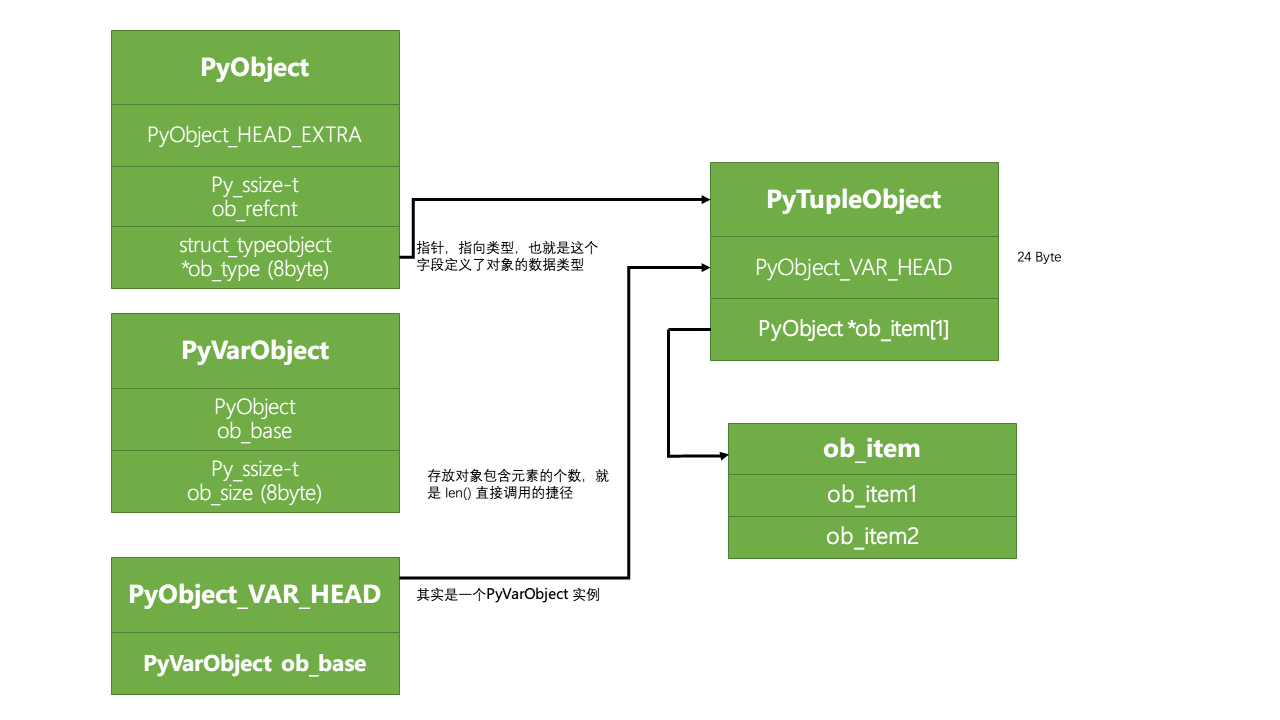 PyObject
PyObject_HEAD_EXTRA
Py_ssize-t
ob_refcnt
struct_typeobject
*ob_type (8byte)
指针，指向类型，也就是这个
字段定义了对象的数据类型
PyVarObject
PyObject
ob_base
Py_ssize-t
ob_size (8byte)
存放对象包含元素的个数，就
是 len() 直接调用的捷径
PyObject_VAR_HEAD
PyVarObject ob_base
其实是一个PyVarObject 实例
PyTupleObject
PyObject_VAR_HEAD
PyObject *ob_item[1]
24 Byte
ob_item
ob_item1
ob_item2